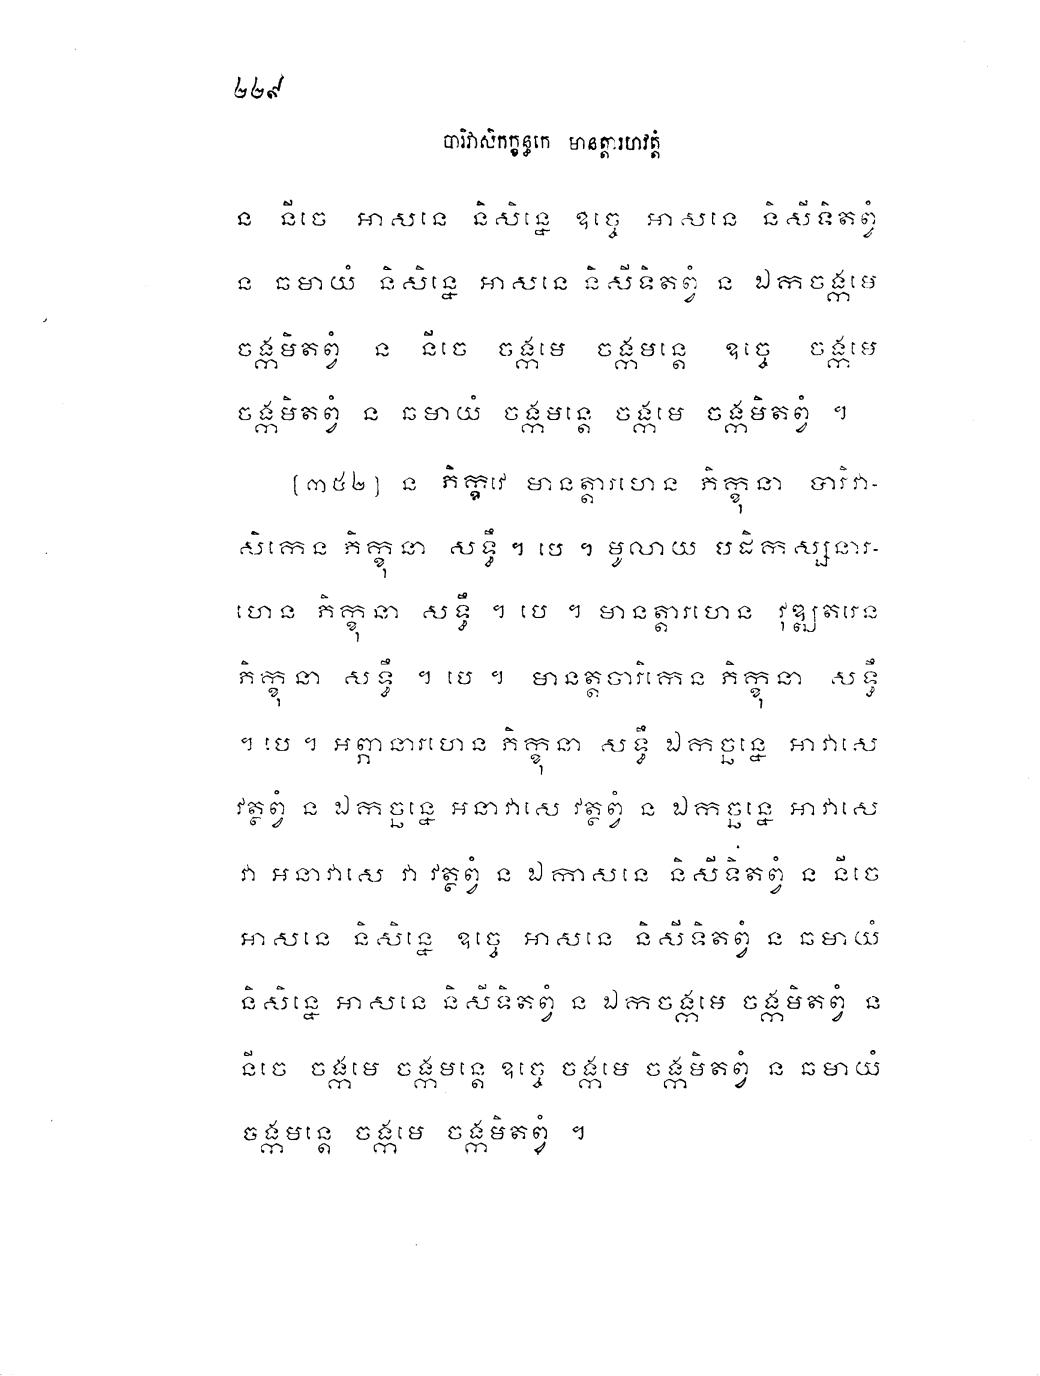 ២២៩
បារិវាសិកក្ខន្ធកេ មានត្តារហវត្តំ
ន នីចេ អាសនេ និសិន្នេ ឧច្ចេ អាសនេ និសីទិតព្វំ
ន ឆមាយំ និសិន្នេ អាសនេ និសីទិតព្វំ ន ឯកចង្កមេ
ចង្កមិតព្វំ ន នីចេ ចង្កមេ ចង្កមន្តេ ឧច្ចេ ចង្កមេ
ចង្កមិតព្វំ ន ឆមាយំ ចង្កមន្តេ ចង្កមេ ចង្កមិតព្វំ ។
[៣៥២] ន ភិក្ខវេ មានត្តារហេន ភិក្ខុនា បារិវា-
សិកេន ភិក្ខុនា សទ្ធឹ ។ បេ ។ មូលាយ បដិកស្សនារ-
ហេន ភិក្ខុនា សទ្ធឹ ។ បេ ។ មានត្តារហេន វុឌ្ឍតរេន
ភិក្ខុនា សទ្ធឹ ។ បេ ។ មានត្តចារិកេន ភិក្ខុនា សទ្ធឹ
។ បេ ។ អព្ភានារហេន ភិក្ខុនា សទ្ធឹ ឯកច្ឆន្នេ អាវាសេ
វត្ថព្វំ ន ឯកច្ឆន្នេ អនាវាសេ វត្ថព្វំ ន ឯកច្ឆន្នេ អាវាសេ
វា អនាវាសេ វា វត្ថព្វំ ន ឯកាសនេ និសីទិតព្វំ ន នីចេ
អាសនេ និសិន្នេ ឧច្ចេ អាសនេ និសីទិតព្វំ ន ឆមាយំ
និសិន្នេ អាសនេ និសីទិតព្វំ ន ឯកចង្កមេ ចង្កមិតព្វំ ន
នីចេ ចង្កមេ ចង្កមន្តេ ឧច្ចេ ចង្កមេ ចង្កមិតព្វំ ន ឆមាយំ
ចង្កមន្តេ ចង្កមេ ចង្កមិតព្វំ ។